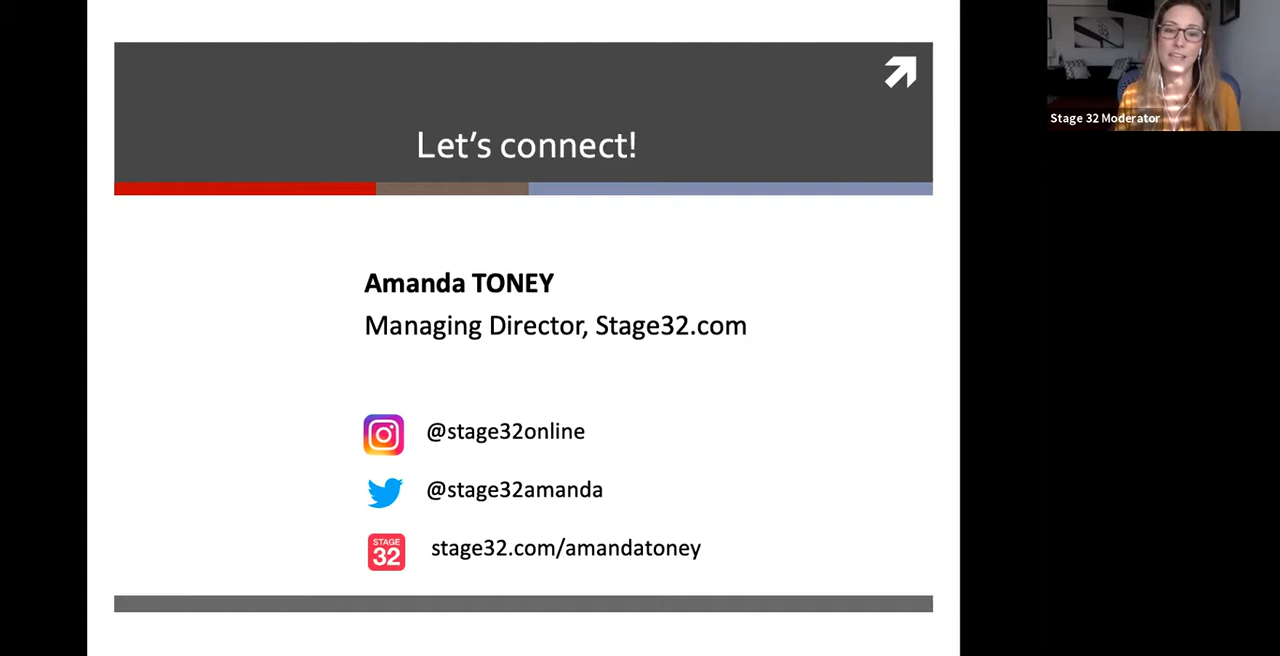 Let's connect!
Stage 32 Moderator
Amanda TONEY
Managing Director, Stage32.com
@stage32online
@stage32amanda
STAGE
32
stage32.com/amandatoney